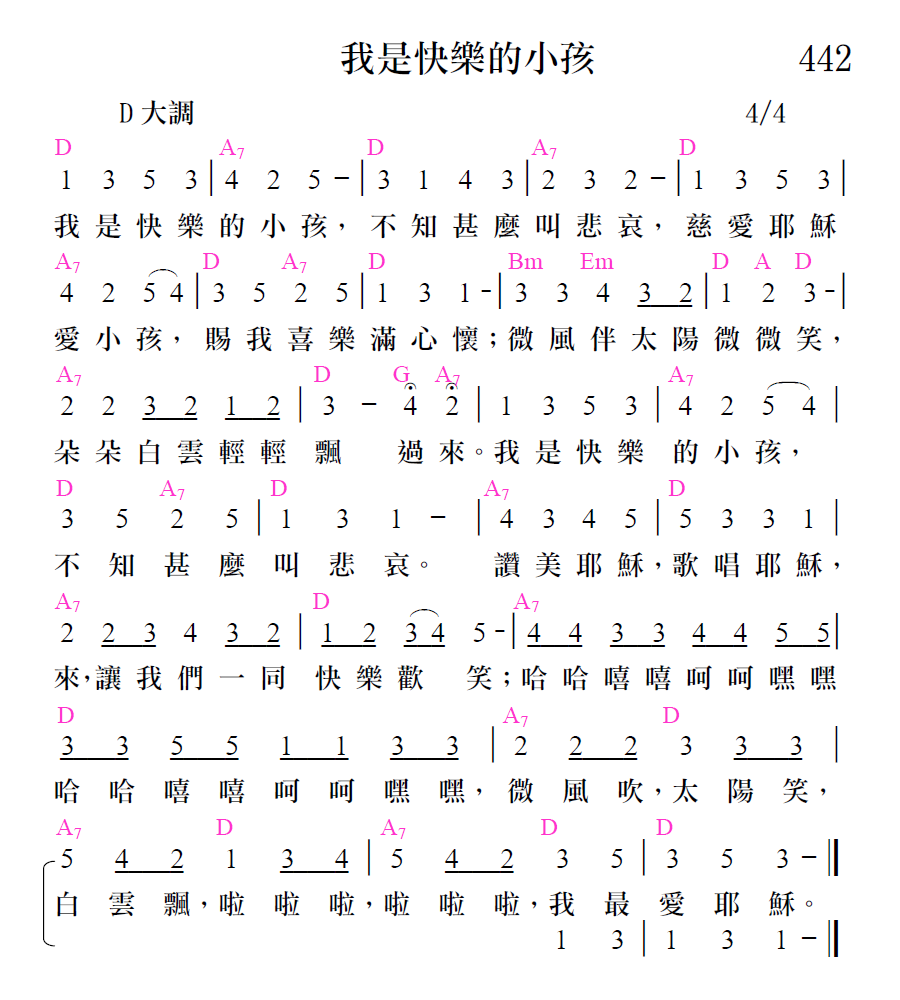 我是快樂的小孩 442
D 大調 4/4
D A7 D A7 D
1 3 5 3 | 4 2 5 – | 3 1 4 3 | 2 3 2 – | 1 3 5 3 |
我是快樂的小孩，不知甚麼叫悲哀，慈愛耶穌
A7 D A7 D Bm Em D A D
4 2 5 4 | 3 5 2 5 | 1 3 1 - | 3 3 4 3 2 | 1 2 3 - |
愛小孩，賜我喜樂滿心懷；微風伴太陽微微笑，
A7 D G A7 A7
2 2 3 2 1 2 | 3 – 4 2 | 1 3 5 3 | 4 2 5 4 |
朵朵白雲輕輕飄 過來。我是快樂的小孩，
D A7 D A7 D
3 5 2 5 | 1 3 1 – | 4 3 4 5 | 5 3 3 1 |
不知甚麼叫悲哀。 讚美耶穌，歌唱耶穌，
A7 D A7
2 2 3 4 3 2 | 1 2 3 4 5 - | 4 4 3 3 4 4 5 5 |
來，讓我們一同快樂歡 笑；哈哈嘻嘻呵呵嘿嘿
D A7 D
3 3 5 5 1 1 3 3 | 2 2 2 3 3 3 |
哈哈嘻嘻呵呵嘿嘿，微風吹，太陽笑，
A7 D A7 D D
5 4 2 1 3 4 | 5 4 2 3 5 | 3 5 3 – ||
白雲飄，啦啦啦，啦啦啦，我最愛耶穌。
1 3 | 1 3 1 – ||